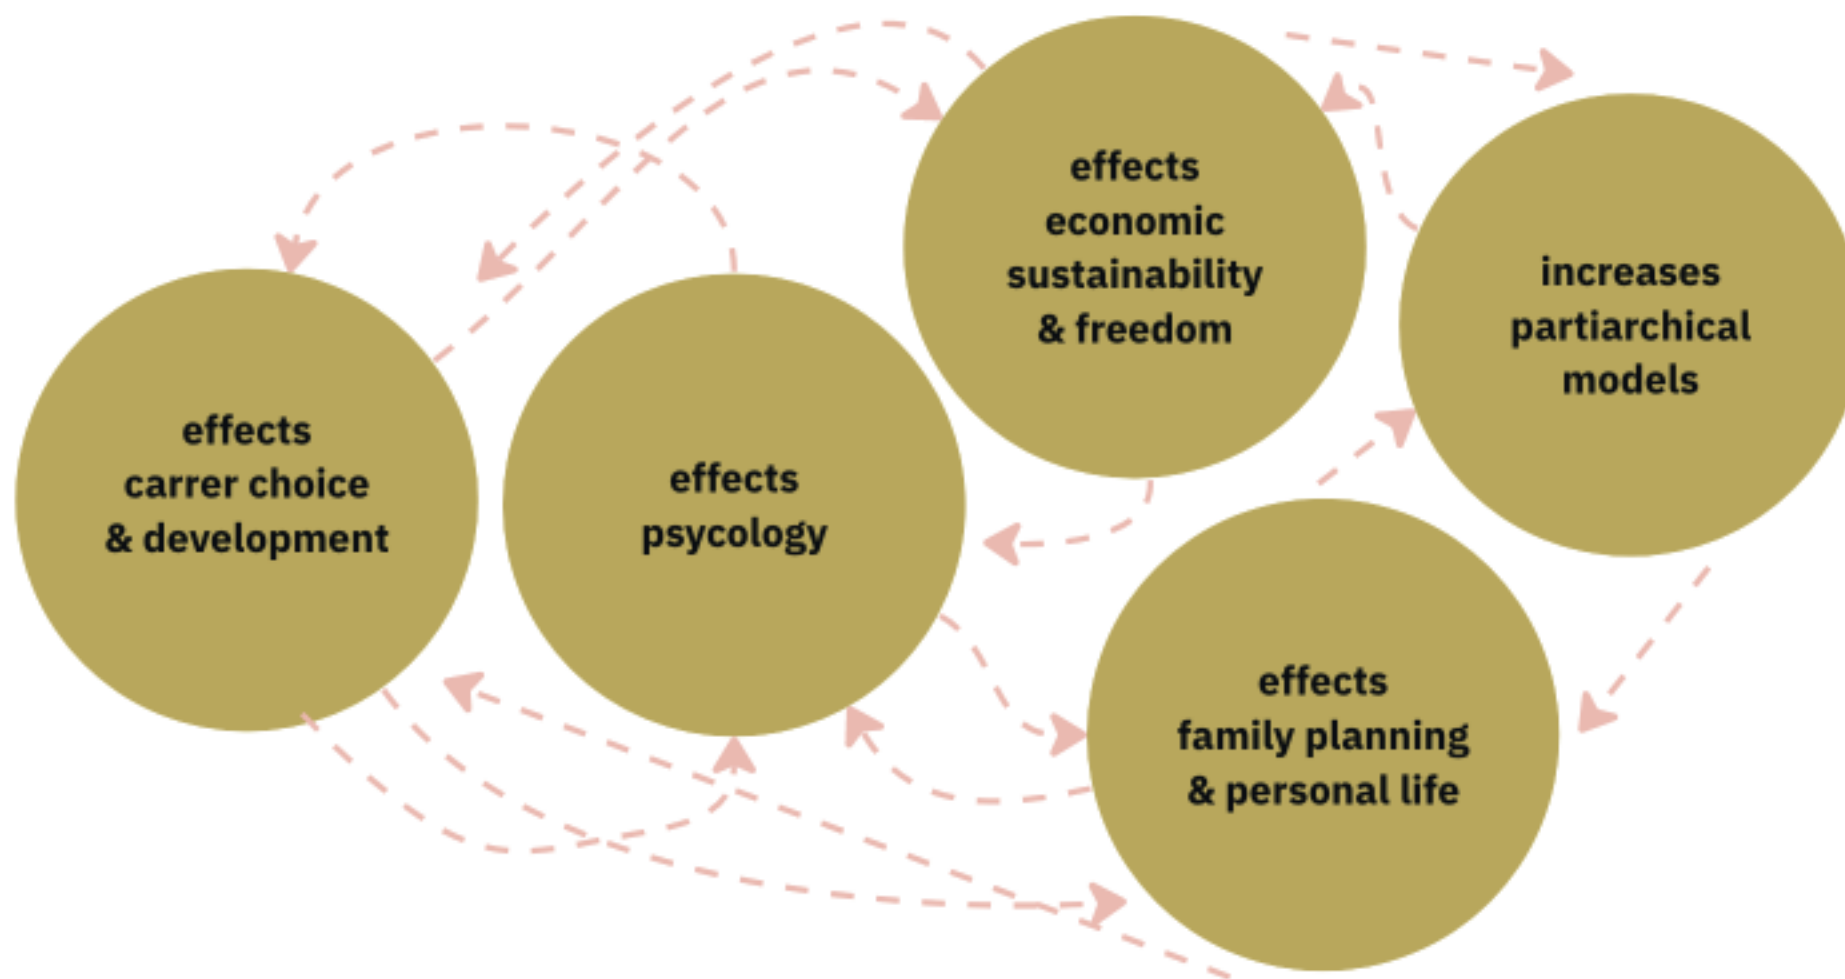 effects
carrer choice
& development
effects
psycology
effects
economic
sustainability
& freedom
increases
partiarchical
models
effects
family planning
& personal life